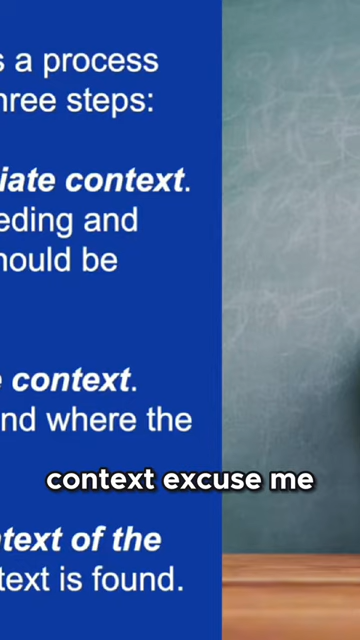 s a process
hree steps:
iate context.
eding and
hould be
e context.
nd where the
context excuse me
text of the
text is found.